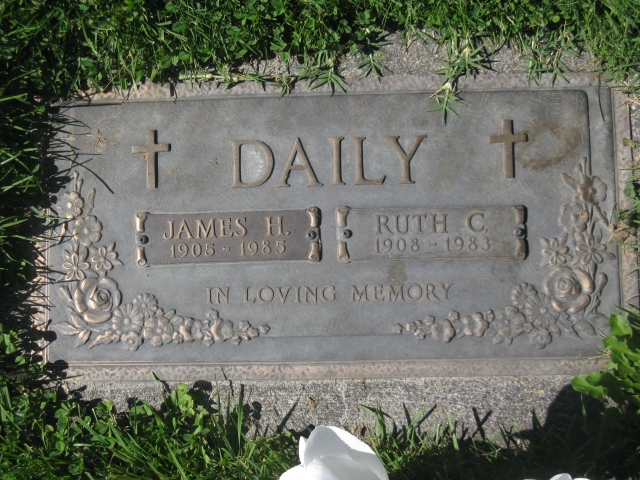 DAILY
JAMES H. RUTH C.
1905 - 1985 1908 - 1983
IN LOVING MEMORY